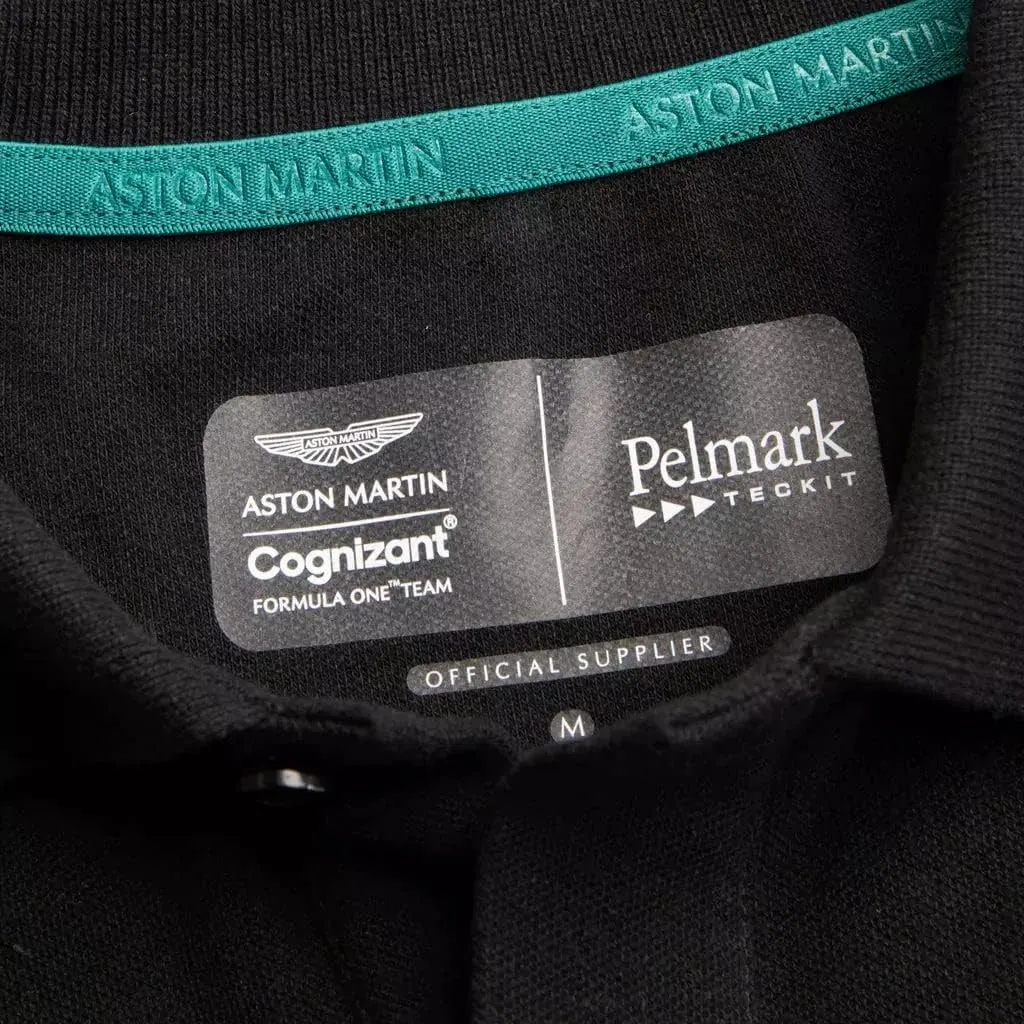 ASTON MARTIN ASTON MARTIN
ASTON MARTIN
ASTON MARTIN
Cognizant®
FORMULA ONE™ TEAM
Pelmark
TECKIT
OFFICIAL SUPPLIER
M